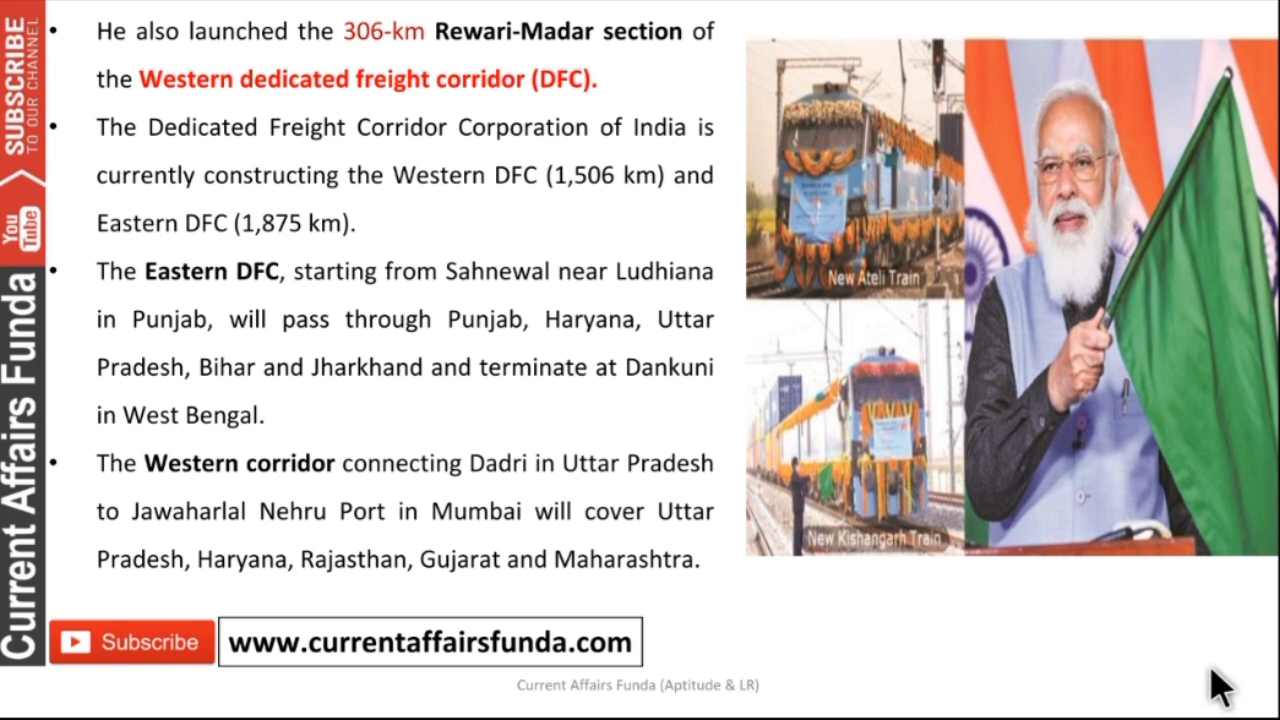 SUBSCRIBE
TO OUR CHANNEL
You
Tube
Current Affairs Funda
• He also launched the 306-km Rewari-Madar section of
the Western dedicated freight corridor (DFC).
• The Dedicated Freight Corridor Corporation of India is
currently constructing the Western DFC (1,506 km) and
Eastern DFC (1,875 km).
• The Eastern DFC, starting from Sahnewal near Ludhiana
in Punjab, will pass through Punjab, Haryana, Uttar
Pradesh, Bihar and Jharkhand and terminate at Dankuni
in West Bengal.
• The Western corridor connecting Dadri in Uttar Pradesh
to Jawaharlal Nehru Port in Mumbai will cover Uttar
Pradesh, Haryana, Rajasthan, Gujarat and Maharashtra.
New Ateli Train
New Kishangarh Train
Subscribe
www.currentaffairsfunda.com
Current Affairs Funda (Aptitude & LR)